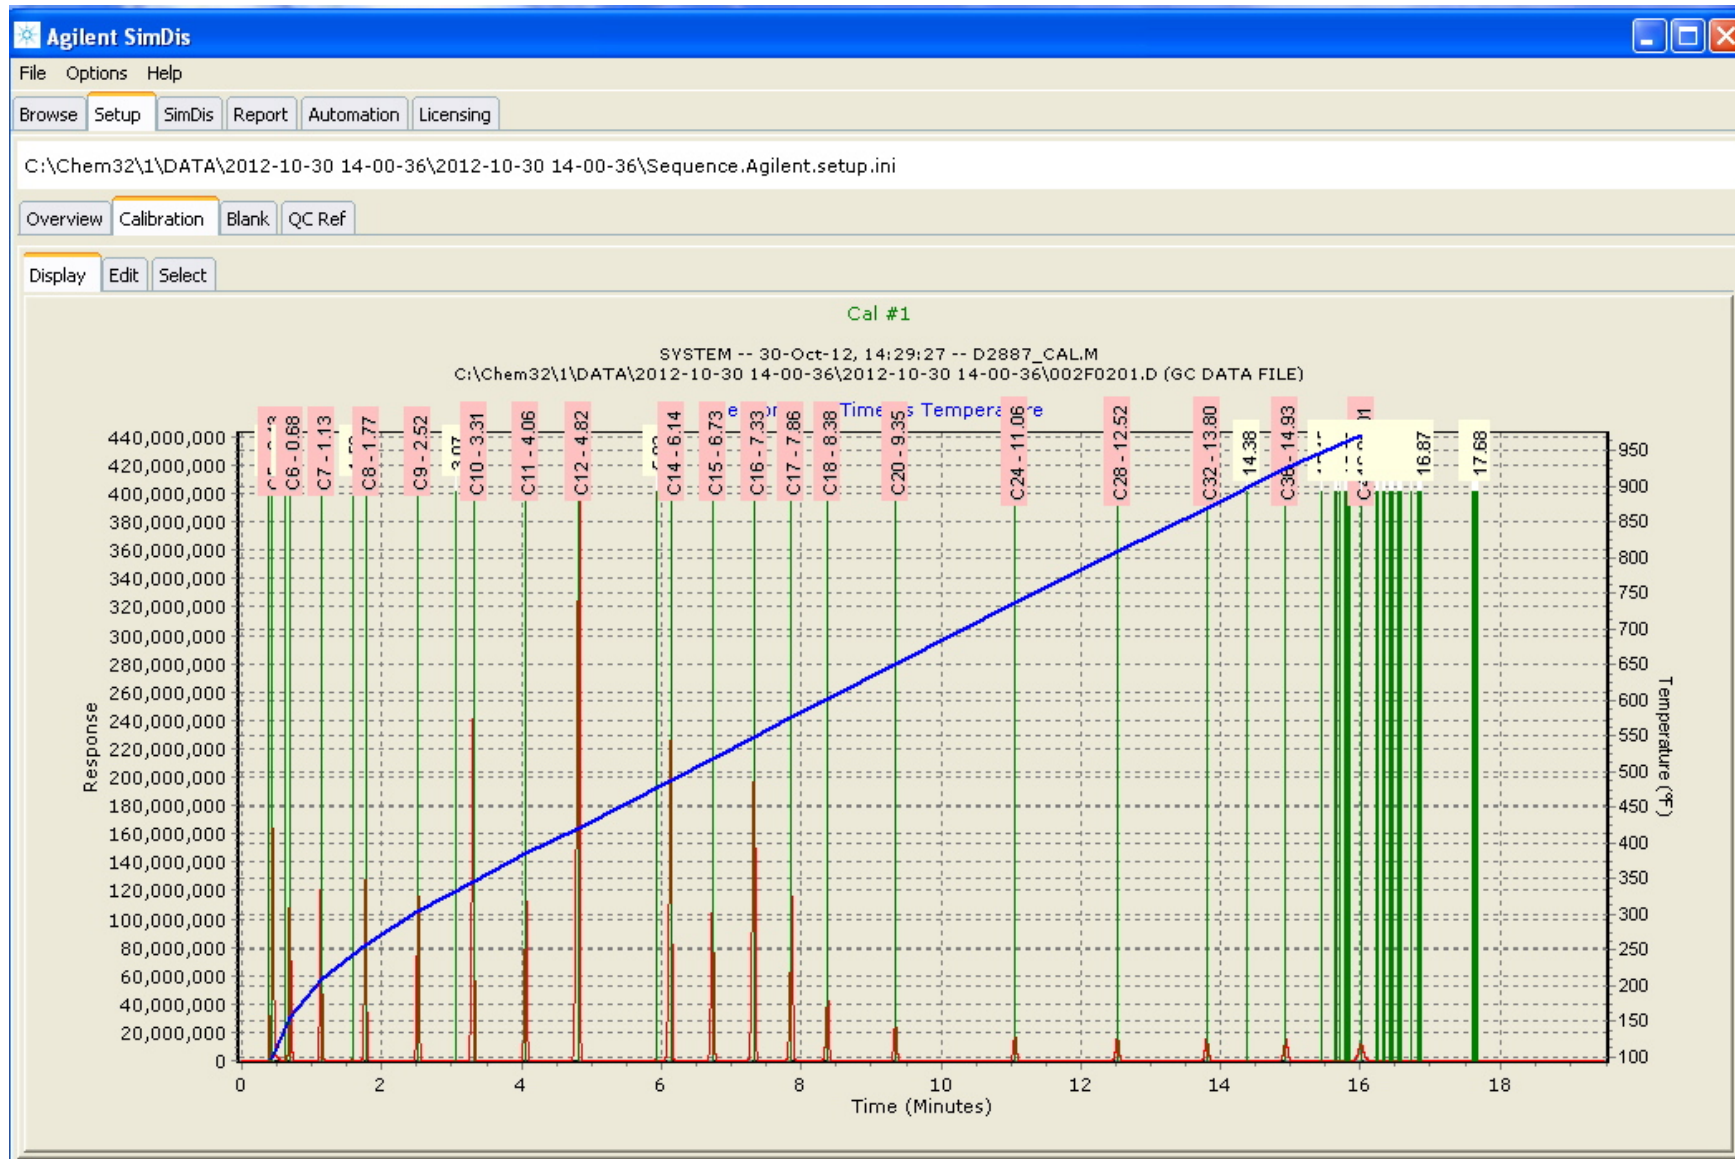 Agilent SimDis
File Options Help
Browse Setup SimDis Report Automation Licensing
C:\Chem32\1\DATA\2012-10-30 14-00-36\2012-10-30 14-00-36\Sequence.Agilent.setup.ini
Overview Calibration Blank QC Ref
Display Edit Select
Cal #1
SYSTEM -- 30-Oct-12, 14:29:27 -- D2887_CAL.M
C:\Chem32\1\DATA\2012-10-30 14-00-36\2012-10-30 14-00-36\002F0201.D (GC DATA FILE)
Time Temperature
C6 - 0.68
C7 - 1.13
C8 - 1.77
C9 - 2.52
3.07
C10 - 3.31
C11 - 4.06
C12 - 4.82
C14 - 6.14
C15 - 6.73
C16 - 7.33
C17 - 7.86
C18 - 8.38
C20 - 9.35
C24 - 11.06
C28 - 12.52
C32 - 13.80
14.38
C36 - 14.93
16.87
17.68
440,000,000
420,000,000
400,000,000
380,000,000
360,000,000
340,000,000
320,000,000
300,000,000
280,000,000
260,000,000
240,000,000
220,000,000
200,000,000
180,000,000
160,000,000
140,000,000
120,000,000
100,000,000
80,000,000
60,000,000
40,000,000
20,000,000
0
Response
950
900
850
800
750
700
650
600
550
500
450
400
350
300
250
200
150
100
Temperature (°F)
0 2 4 6 8 10 12 14 16 18
Time (Minutes)